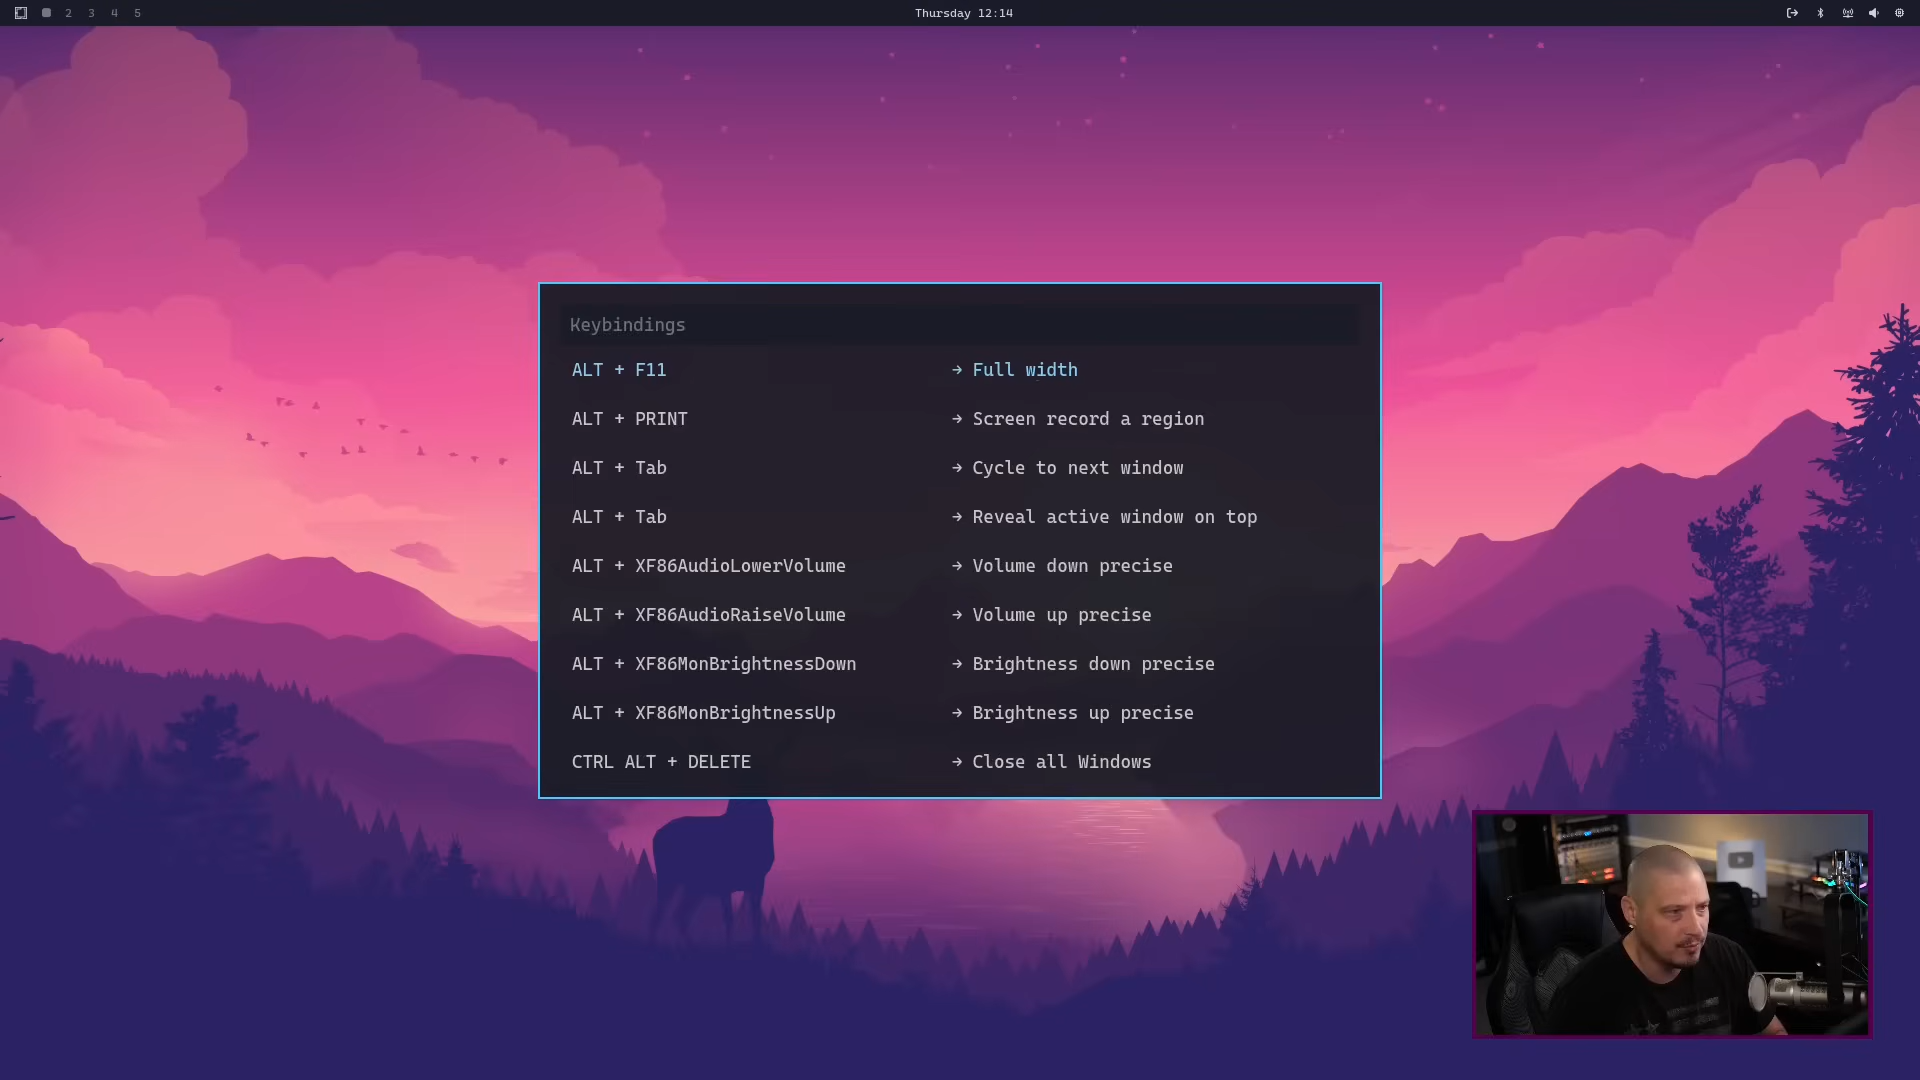 2 3 4 5
Thursday 12:14
Keybindings
ALT + F11 → Full width
ALT + PRINT → Screen record a region
ALT + Tab → Cycle to next window
ALT + Tab → Reveal active window on top
ALT + XF86AudioLowerVolume → Volume down precise
ALT + XF86AudioRaiseVolume → Volume up precise
ALT + XF86MonBrightnessDown → Brightness down precise
ALT + XF86MonBrightnessUp → Brightness up precise
CTRL ALT + DELETE → Close all Windows